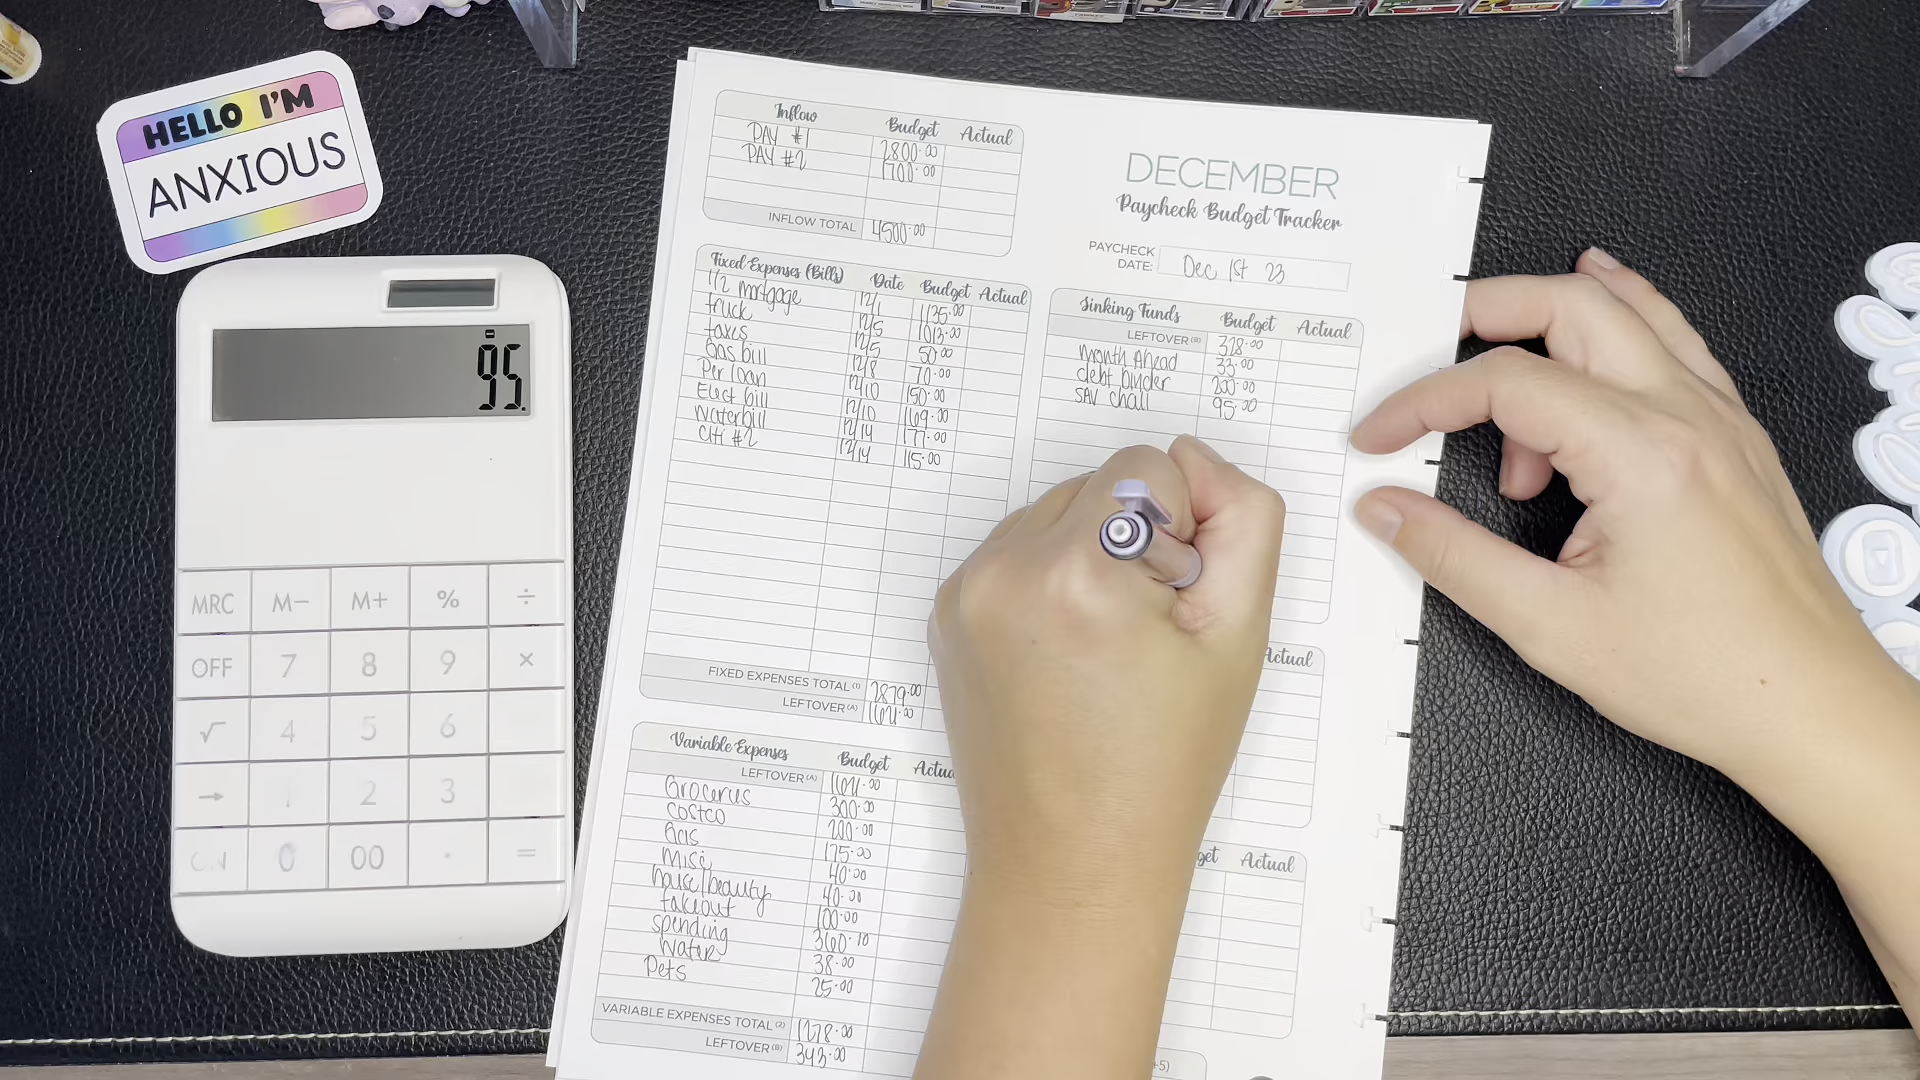 HELLO I'M
ANXIOUS
95.
MRC M− M+ % ÷
OFF 7 8 9 ×
√ 4 5 6
→ 1 2 3
0 00 . =
Inflow Budget Actual
PAY #1 2800.00
PAY #2 1700.00
INFLOW TOTAL 4500.00
DECEMBER
Paycheck Budget Tracker
PAYCHECK
DATE: Dec 1st 23
Fixed Expenses (Bills) Date Budget Actual
1/2 mortgage 12/1 1135.00
truck 12/5 1013.00
taxes 12/5 50.00
Gas bill 12/8 70.00
Per loan 12/10 150.00
Elect bill 12/10 169.00
Waterbill 12/14 177.00
Citi #2 12/14 115.00
FIXED EXPENSES TOTAL (1) 2879.00
LEFTOVER (A) 1621.00
Sinking Funds Budget Actual
LEFTOVER (B) 328.00
Month Ahead 33.00
debt binder 200.00
SAV chall 95.00
Actual
Variable Expenses Budget
LEFTOVER (A) 1621.00
Groceries 300.00
Costco 200.00
175.00
Misc 40.00
house/beauty 40.00
takeout 100.00
spending 360.10
Water 38.00
Pets 25.00
VARIABLE EXPENSES TOTAL (2) 1278.00
LEFTOVER (B) 343.00
Actual
+5)